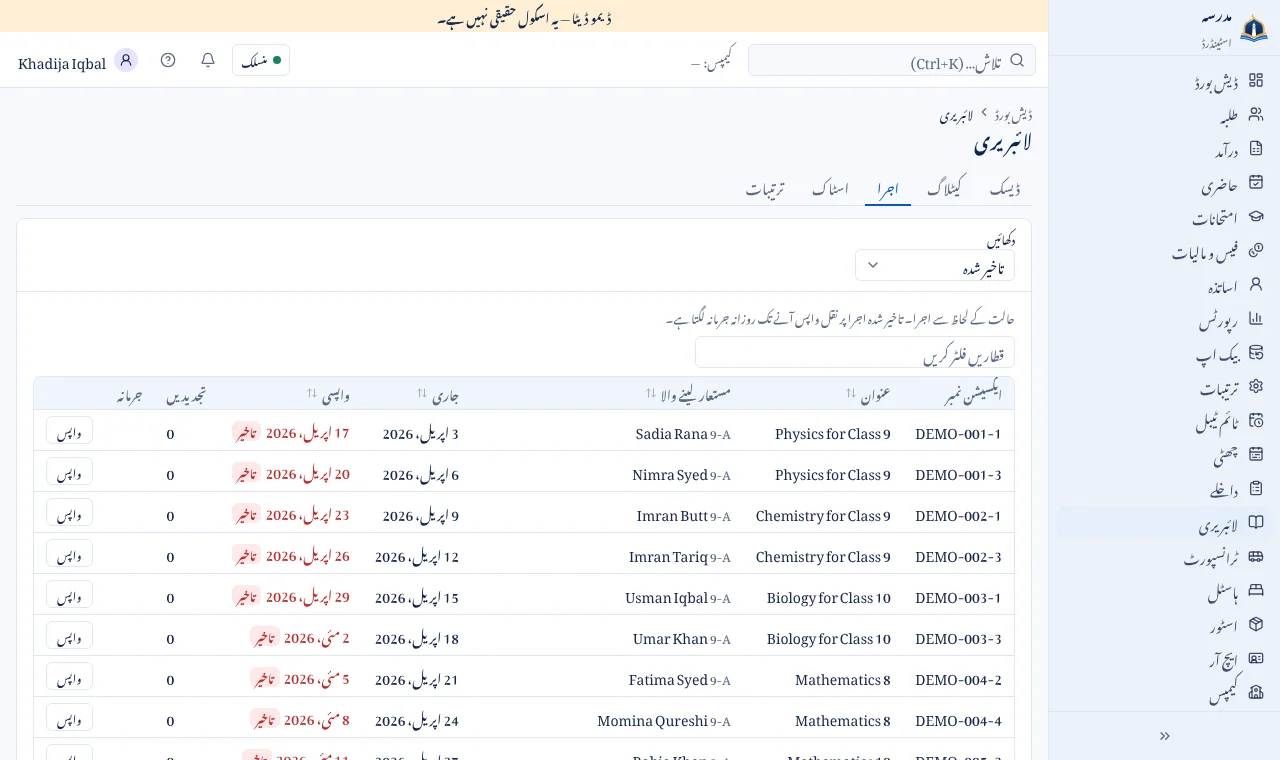 ڈیمو ڈیٹا — یہ اسکول حقیقی نہیں ہے۔
مدرسہ
اسٹینڈرڈ
ڈیش بورڈ
طلبہ
درآمد
حاضری
امتحانات
فیس و مالیات
اساتذہ
رپورٹس
بیک اپ
ترتیبات
ٹائم ٹیبل
چھٹی
داخلے
لائبریری
ٹرانسپورٹ
ہاسٹل
اسٹور
ایچ آر
کیمپس
تلاش... (Ctrl+K)
کیمپس: —
منسلک
Khadija Iqbal
ڈیش بورڈ › لائبریری
لائبریری
ڈیسک کیٹلاگ اجرا اسٹاک ترتیبات
دکھائیں
تاخیر شدہ
حالت کے لحاظ سے اجرا۔ تاخیر شدہ اجرا پر نقل واپس آنے تک روزانہ جرمانہ لگتا ہے۔
قطاریں فلٹر کریں
ایکسیشن نمبر عنوان مستعار لینے والا جاری واپسی تجدیدیں جرمانہ
DEMO-001-1 Physics for Class 9 Sadia Rana 9-A 3 اپریل، 2026 17 اپریل، 2026 تاخیر 0 واپس
DEMO-001-3 Physics for Class 9 Nimra Syed 9-A 6 اپریل، 2026 20 اپریل، 2026 تاخیر 0 واپس
DEMO-002-1 Chemistry for Class 9 Imran Butt 9-A 9 اپریل، 2026 23 اپریل، 2026 تاخیر 0 واپس
DEMO-002-3 Chemistry for Class 9 Imran Tariq 9-A 12 اپریل، 2026 26 اپریل، 2026 تاخیر 0 واپس
DEMO-003-1 Biology for Class 10 Usman Iqbal 9-A 15 اپریل، 2026 29 اپریل، 2026 تاخیر 0 واپس
DEMO-003-3 Biology for Class 10 Umar Khan 9-A 18 اپریل، 2026 2 مئی، 2026 تاخیر 0 واپس
DEMO-004-2 Mathematics 8 Fatima Syed 9-A 21 اپریل، 2026 5 مئی، 2026 تاخیر 0 واپس
DEMO-004-4 Mathematics 8 Momina Qureshi 9-A 24 اپریل، 2026 8 مئی، 2026 تاخیر 0 واپس